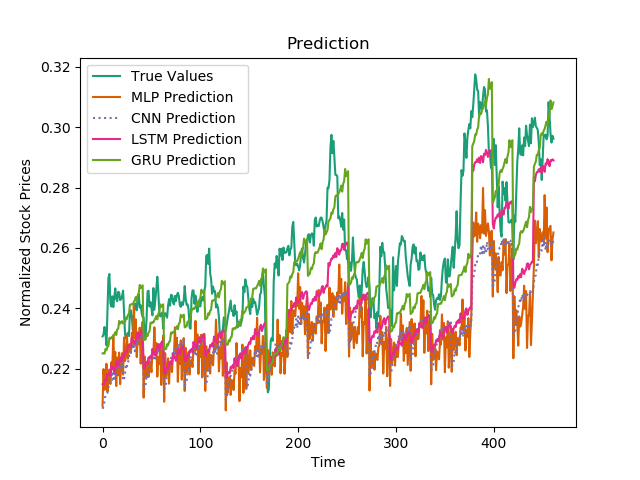 Prediction
True Values
MLP Prediction
CNN Prediction
LSTM Prediction
GRU Prediction
0.32
0.30
0.28
0.26
0.24
0.22
Normalized Stock Prices
0 100 200 300 400
Time